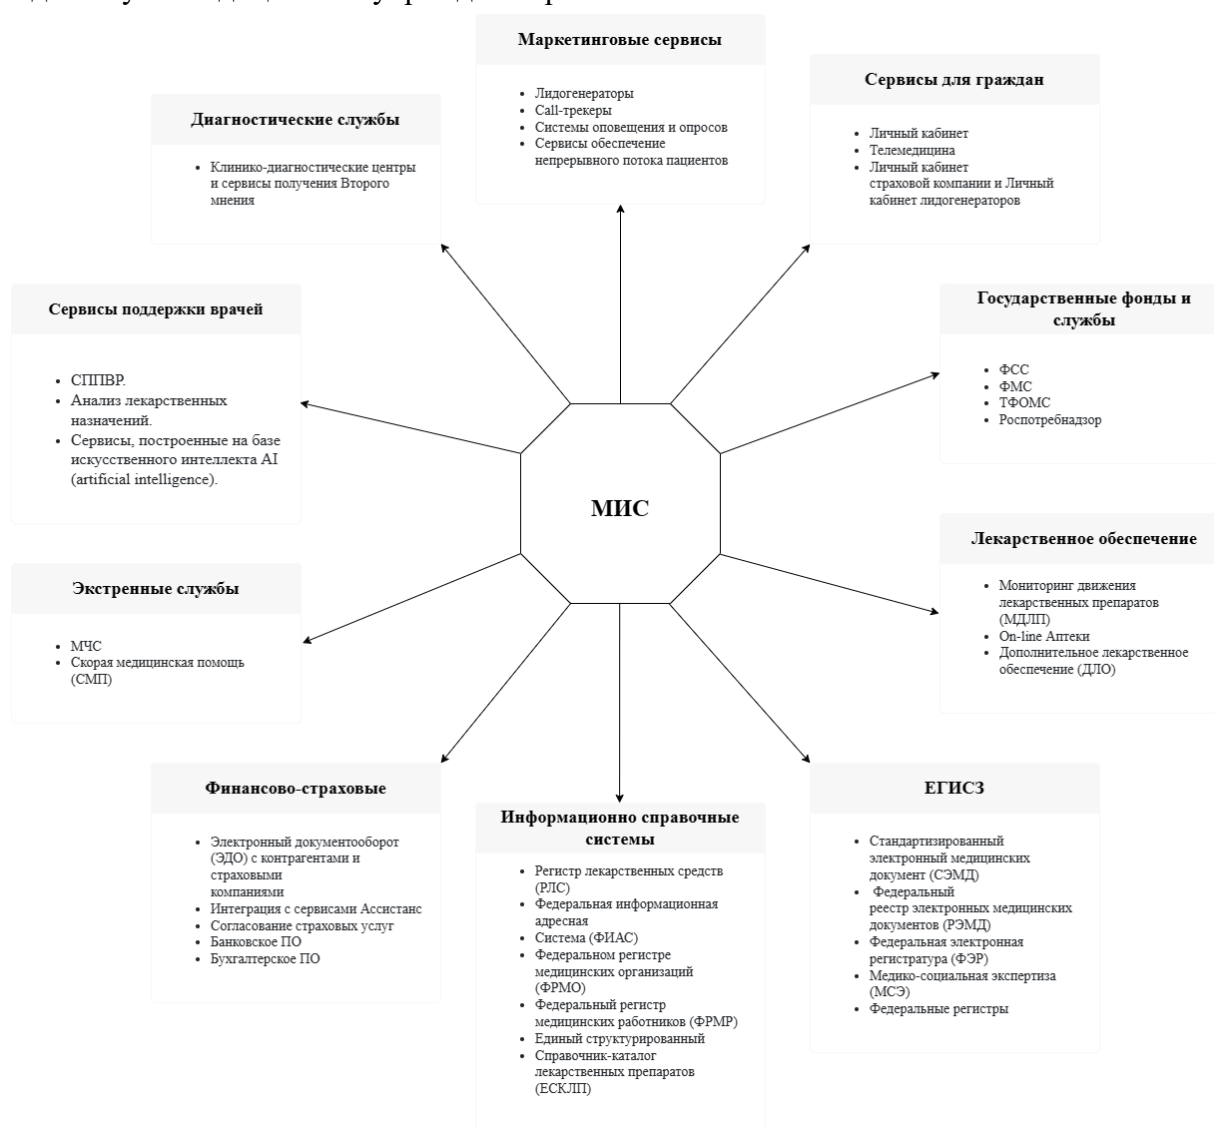 Маркетинговые сервисы
• Лидогенераторы
• Call-трекеры
• Системы оповещения и опросов
• Сервисы обеспечение
непрерывного потока пациентов
Сервисы для граждан
• Личный кабинет
• Телемедицина
• Личный кабинет
страховой компании и Личный
кабинет лидогенераторов
Диагностические службы
• Клинико-диагностические центры
и сервисы получения Второго
мнения
Сервисы поддержки врачей
• СППВР.
• Анализ лекарственных
назначений.
• Сервисы, построенные на базе
искусственного интеллекта AI
(artificial intelligence).
Государственные фонды и
службы
• ФСС
• ФМС
• ТФОМС
• Роспотребнадзор
МИС
Лекарственное обеспечение
• Мониторинг движения
лекарственных препаратов
(МДЛП)
• On-line Аптеки
• Дополнительное лекарственное
обеспечение (ДЛО)
Экстренные службы
• МЧС
• Скорая медицинская помощь
(СМП)
Финансово-страховые
• Электронный документооборот
(ЭДО) с контрагентами и
страховыми
компаниями
• Интеграция с сервисами Ассистанс
• Согласование страховых услуг
• Банковское ПО
• Бухгалтерское ПО
Информационно справочные
системы
• Регистр лекарственных средств
(РЛС)
• Федеральная информационная
адресная
• Система (ФИАС)
• Федеральном регистре
медицинских организаций
(ФРМО)
• Федеральный регистр
медицинских работников (ФРМР)
• Единый структурированный
• Справочник-каталог
лекарственных препаратов
(ЕСКЛП)
ЕГИСЗ
• Стандартизированный
электронный медицинских
документ (СЭМД)
• Федеральный
реестр электронных медицинских
документов (РЭМД)
• Федеральная электронная
регистратура (ФЭР)
• Медико-социальная экспертиза
(МСЭ)
• Федеральные регистры